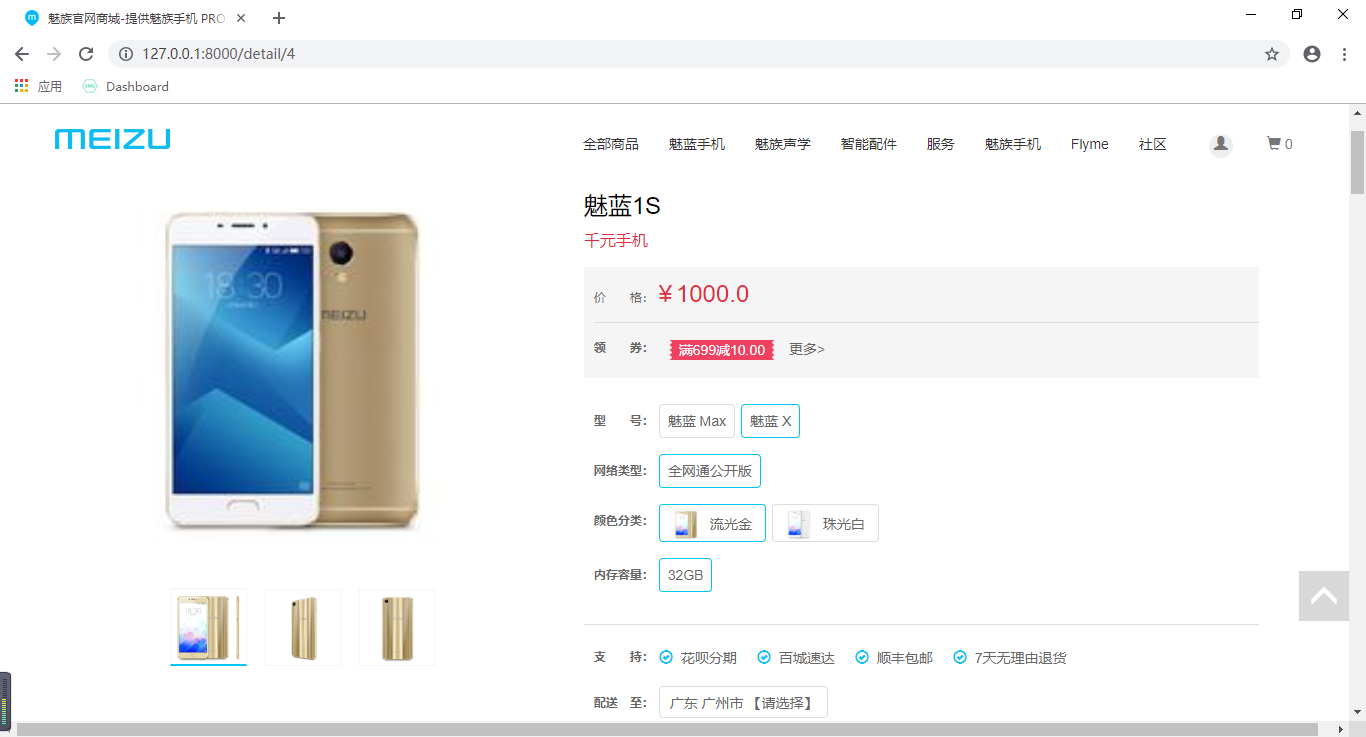 魅族官网商城-提供魅族手机 PRO
127.0.0.1:8000/detail/4
应用 Dashboard
MEIZU
全部商品 魅蓝手机 魅族声学 智能配件 服务 魅族手机 Flyme 社区 0
魅蓝1S
千元手机
价 格: ¥1000.0
领 券: 满699减10.00 更多>
18:30
MEIZU
型 号: 魅蓝 Max 魅蓝 X
网络类型: 全网通公开版
颜色分类: 流光金 珠光白
内存容量: 32GB
支 持: 花呗分期 百城速达 顺丰包邮 7天无理由退货
配送 至: 广东 广州市 【请选择】